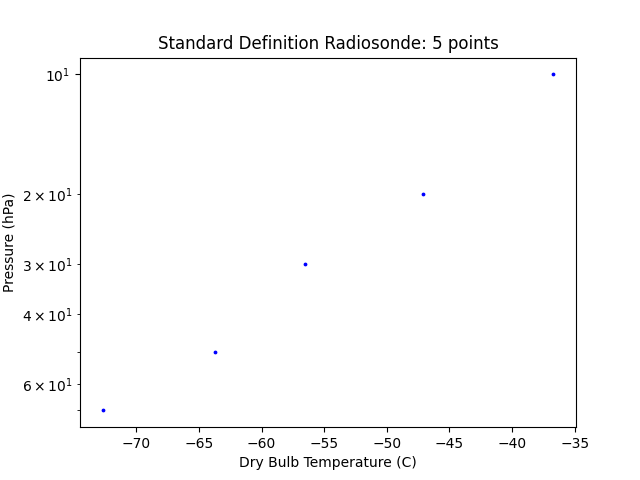 Standard Definition Radiosonde: 5 points
10¹
2 × 10¹
3 × 10¹
4 × 10¹
6 × 10¹
Pressure (hPa)
−70 −65 −60 −55 −50 −45 −40 −35
Dry Bulb Temperature (C)